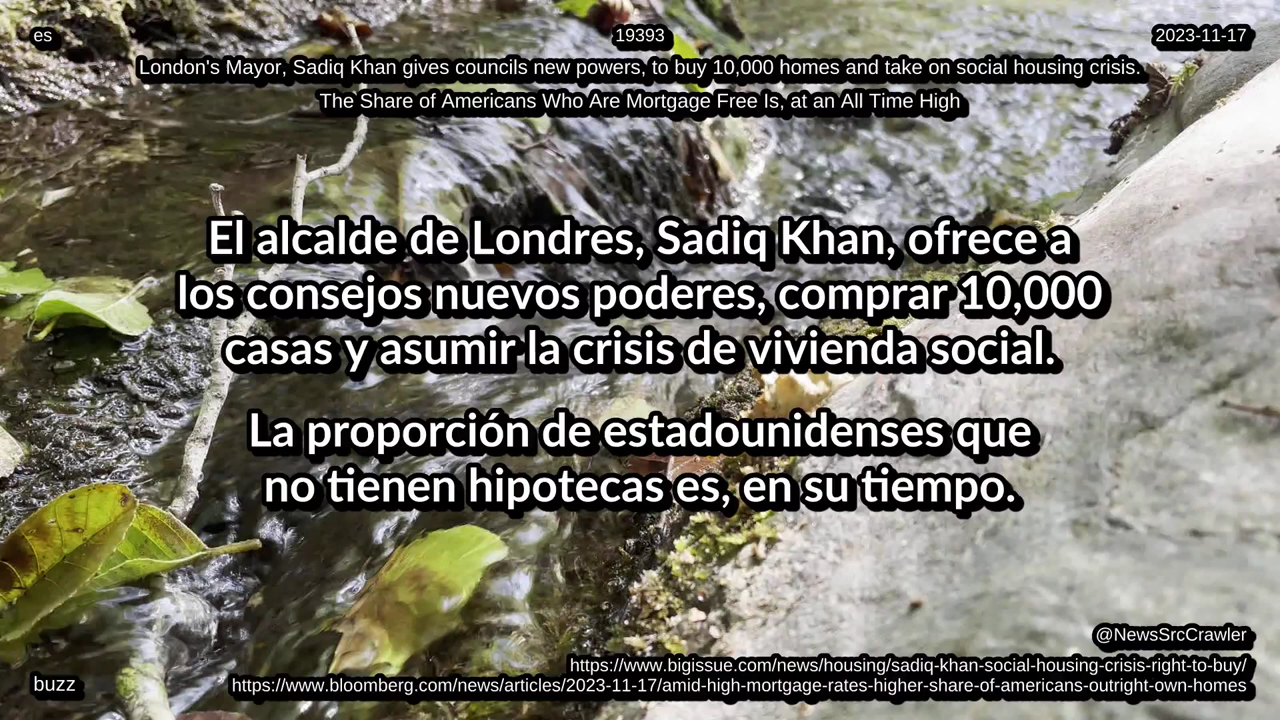 es
19393
2023-11-17
London's Mayor, Sadiq Khan gives councils new powers, to buy 10,000 homes and take on social housing crisis.
The Share of Americans Who Are Mortgage Free Is, at an All Time High
El alcalde de Londres, Sadiq Khan, ofrece a
los consejos nuevos poderes, comprar 10,000
casas y asumir la crisis de vivienda social.
La proporción de estadounidenses que
no tienen hipotecas es, en su tiempo.
@NewsSrcCrawler
https://www.bigissue.com/news/housing/sadiq-khan-social-housing-crisis-right-to-buy/
buzz
https://www.bloomberg.com/news/articles/2023-11-17/amid-high-mortgage-rates-higher-share-of-americans-outright-own-homes